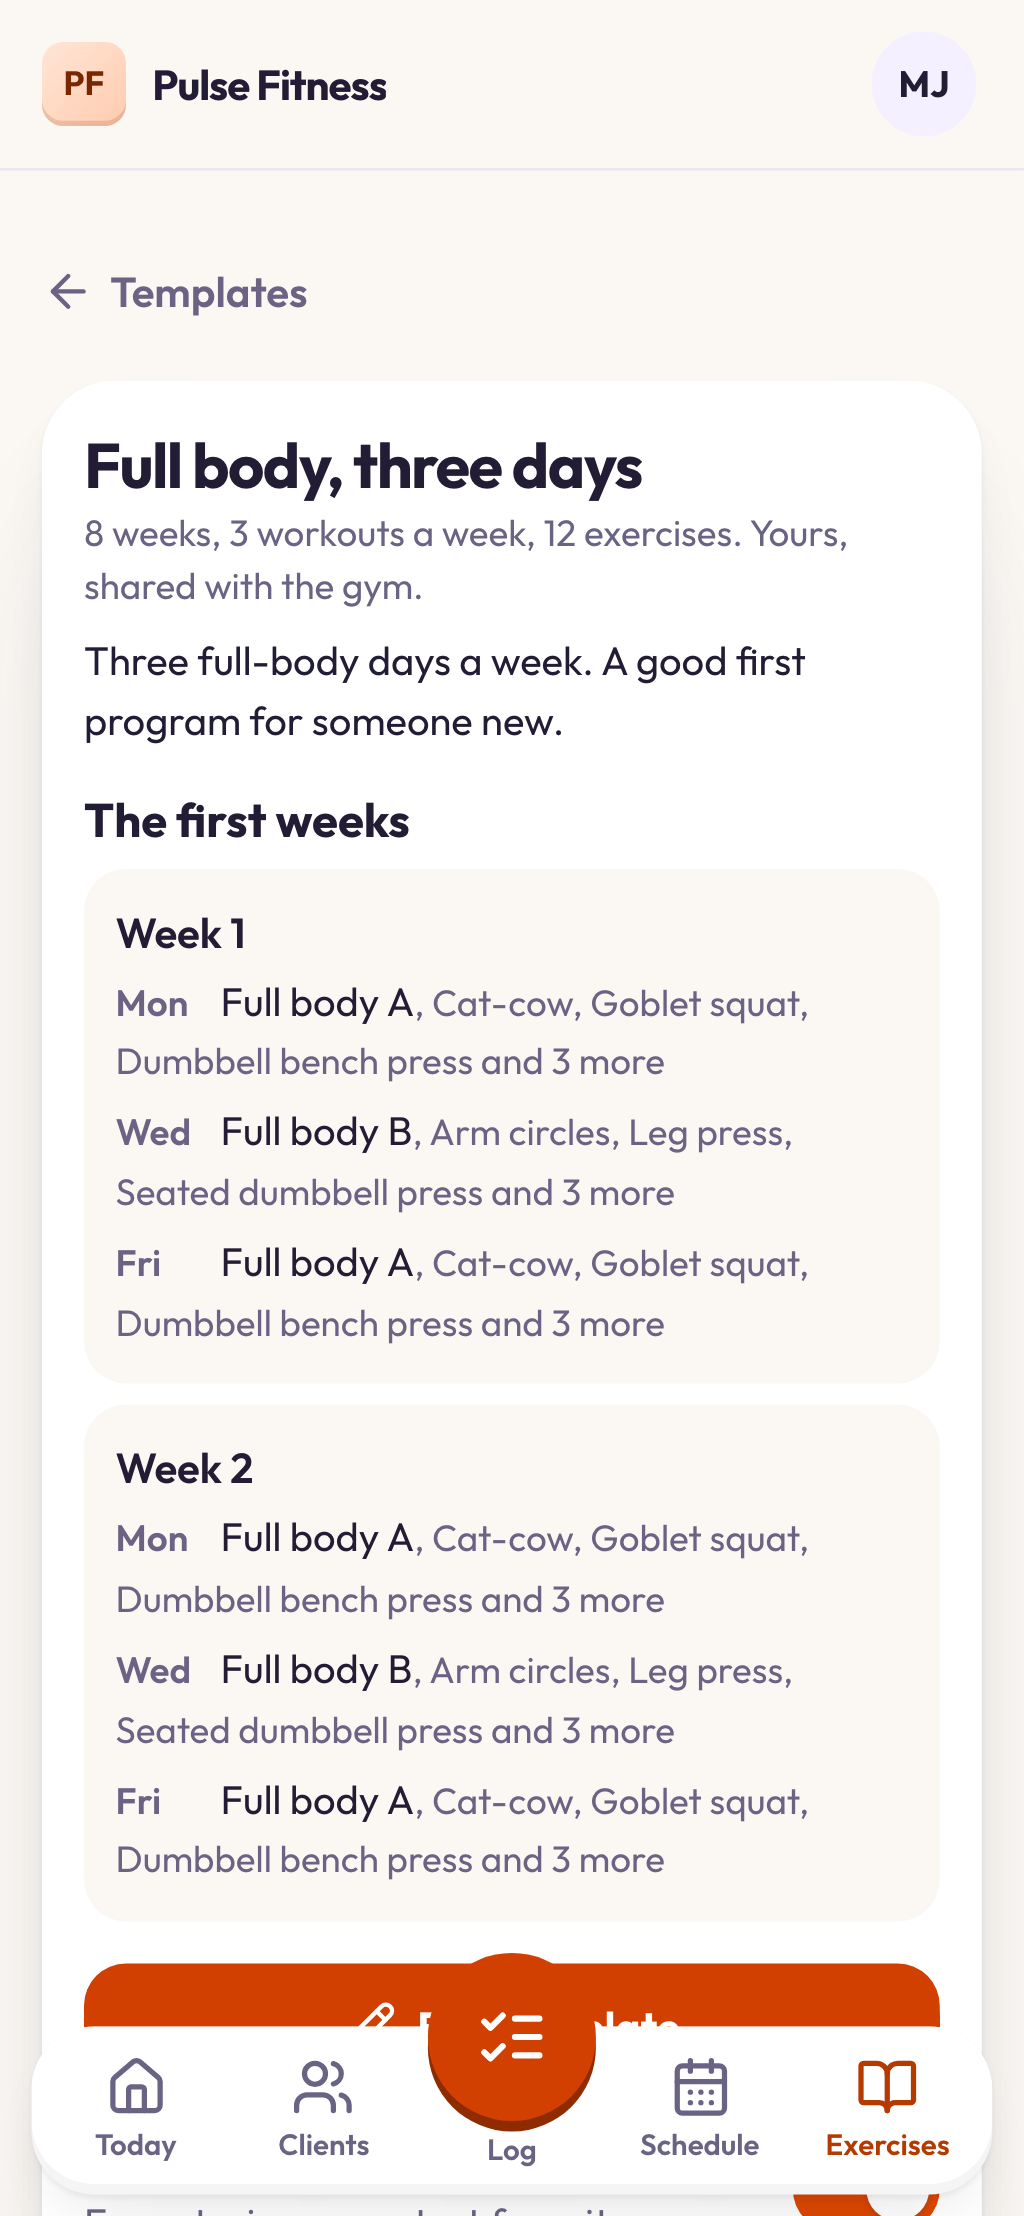 PF
Pulse Fitness
MJ
Templates
Full body, three days
8 weeks, 3 workouts a week, 12 exercises. Yours,
shared with the gym.
Three full-body days a week. A good first
program for someone new.
The first weeks
Week 1
Mon Full body A, Cat-cow, Goblet squat,
Dumbbell bench press and 3 more
Wed Full body B, Arm circles, Leg press,
Seated dumbbell press and 3 more
Fri Full body A, Cat-cow, Goblet squat,
Dumbbell bench press and 3 more
Week 2
Mon Full body A, Cat-cow, Goblet squat,
Dumbbell bench press and 3 more
Wed Full body B, Arm circles, Leg press,
Seated dumbbell press and 3 more
Fri Full body A, Cat-cow, Goblet squat,
Dumbbell bench press and 3 more
Today
Clients
Log
Schedule
Exercises